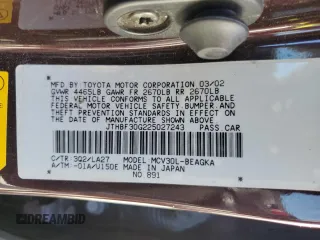 MFD BY TOYOTA MOTOR CORPORATION 03/02
GVWR 4465LB GAWR FR 2670LB RR 2670LB
THIS VEHICLE CONFORMS TO ALL APPLICABLE
FEDERAL MOTOR VEHICLE SAFETY, BUMPER, AND
THEFT PREVENTION STANDARDS IN EFFECT ON
THE DATE OF MANUFACTURE SHOWN ABOVE.
JTHBF30G225027243 PASS. CAR
C/TR 3Q2/LA27 MODEL MCV30L-BEAGKA
A/TM -01A/U150E MADE IN JAPAN
NO 891
DREAMBID